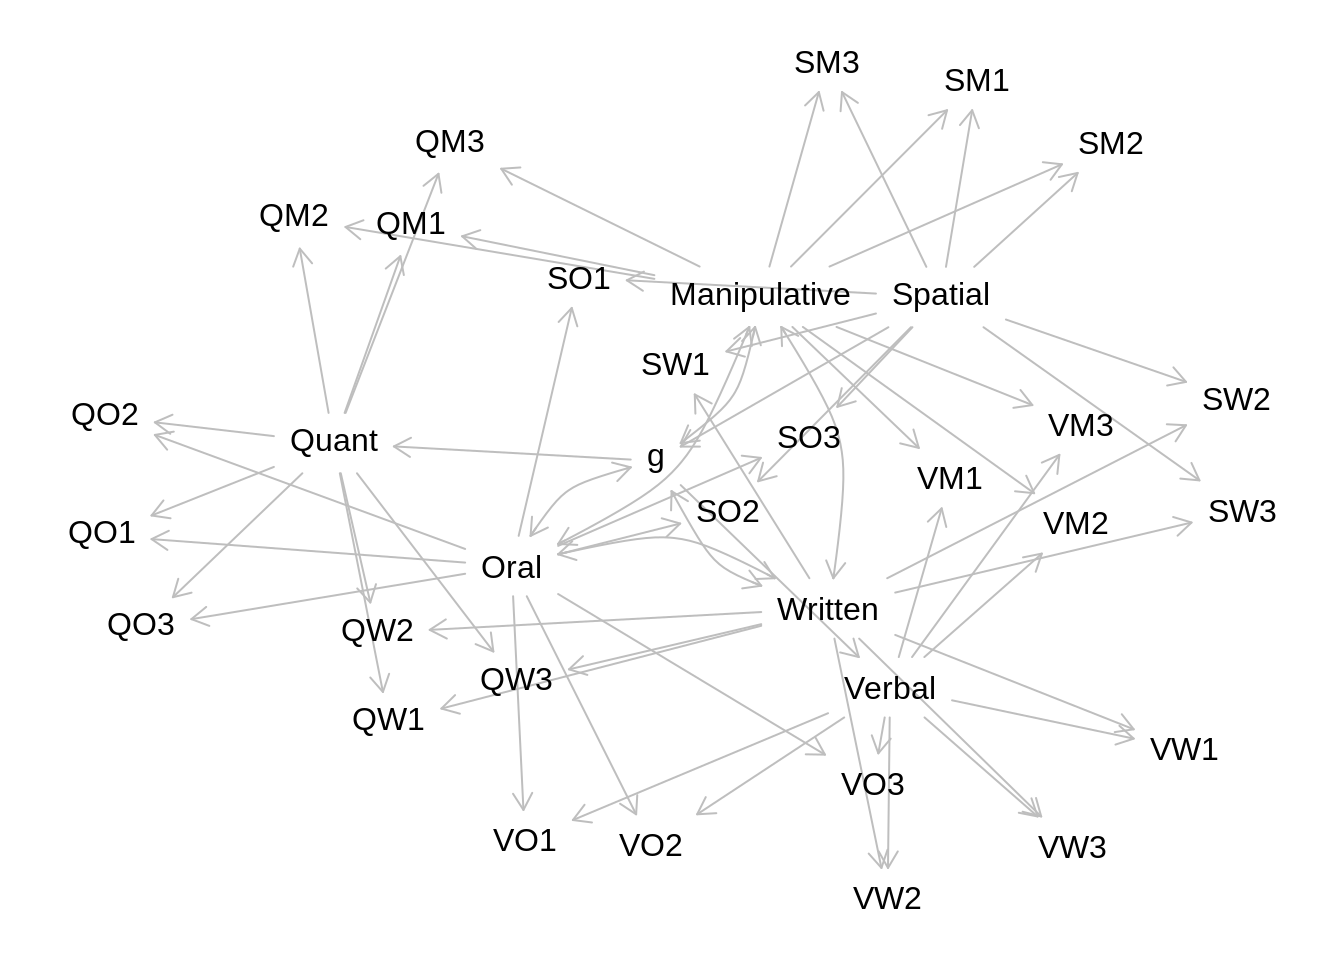 SM3
SM1
QM3
SM2
QM2
QM1
SO1
Manipulative
Spatial
SW1
SW2
QO2
VM3
Quant
SO3
g
VM1
SO2
SW3
VM2
QO1
Oral
Written
QO3
QW2
QW3
Verbal
QW1
VW1
VO3
VO1
VO2
VW3
VW2